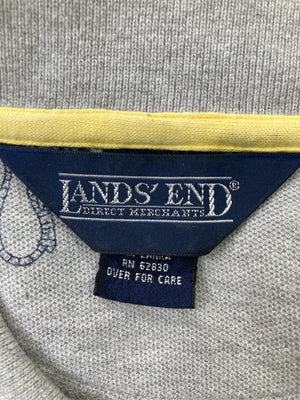 LANDS' END®
DIRECT MERCHANTS
RN 62830
OVER FOR CARE